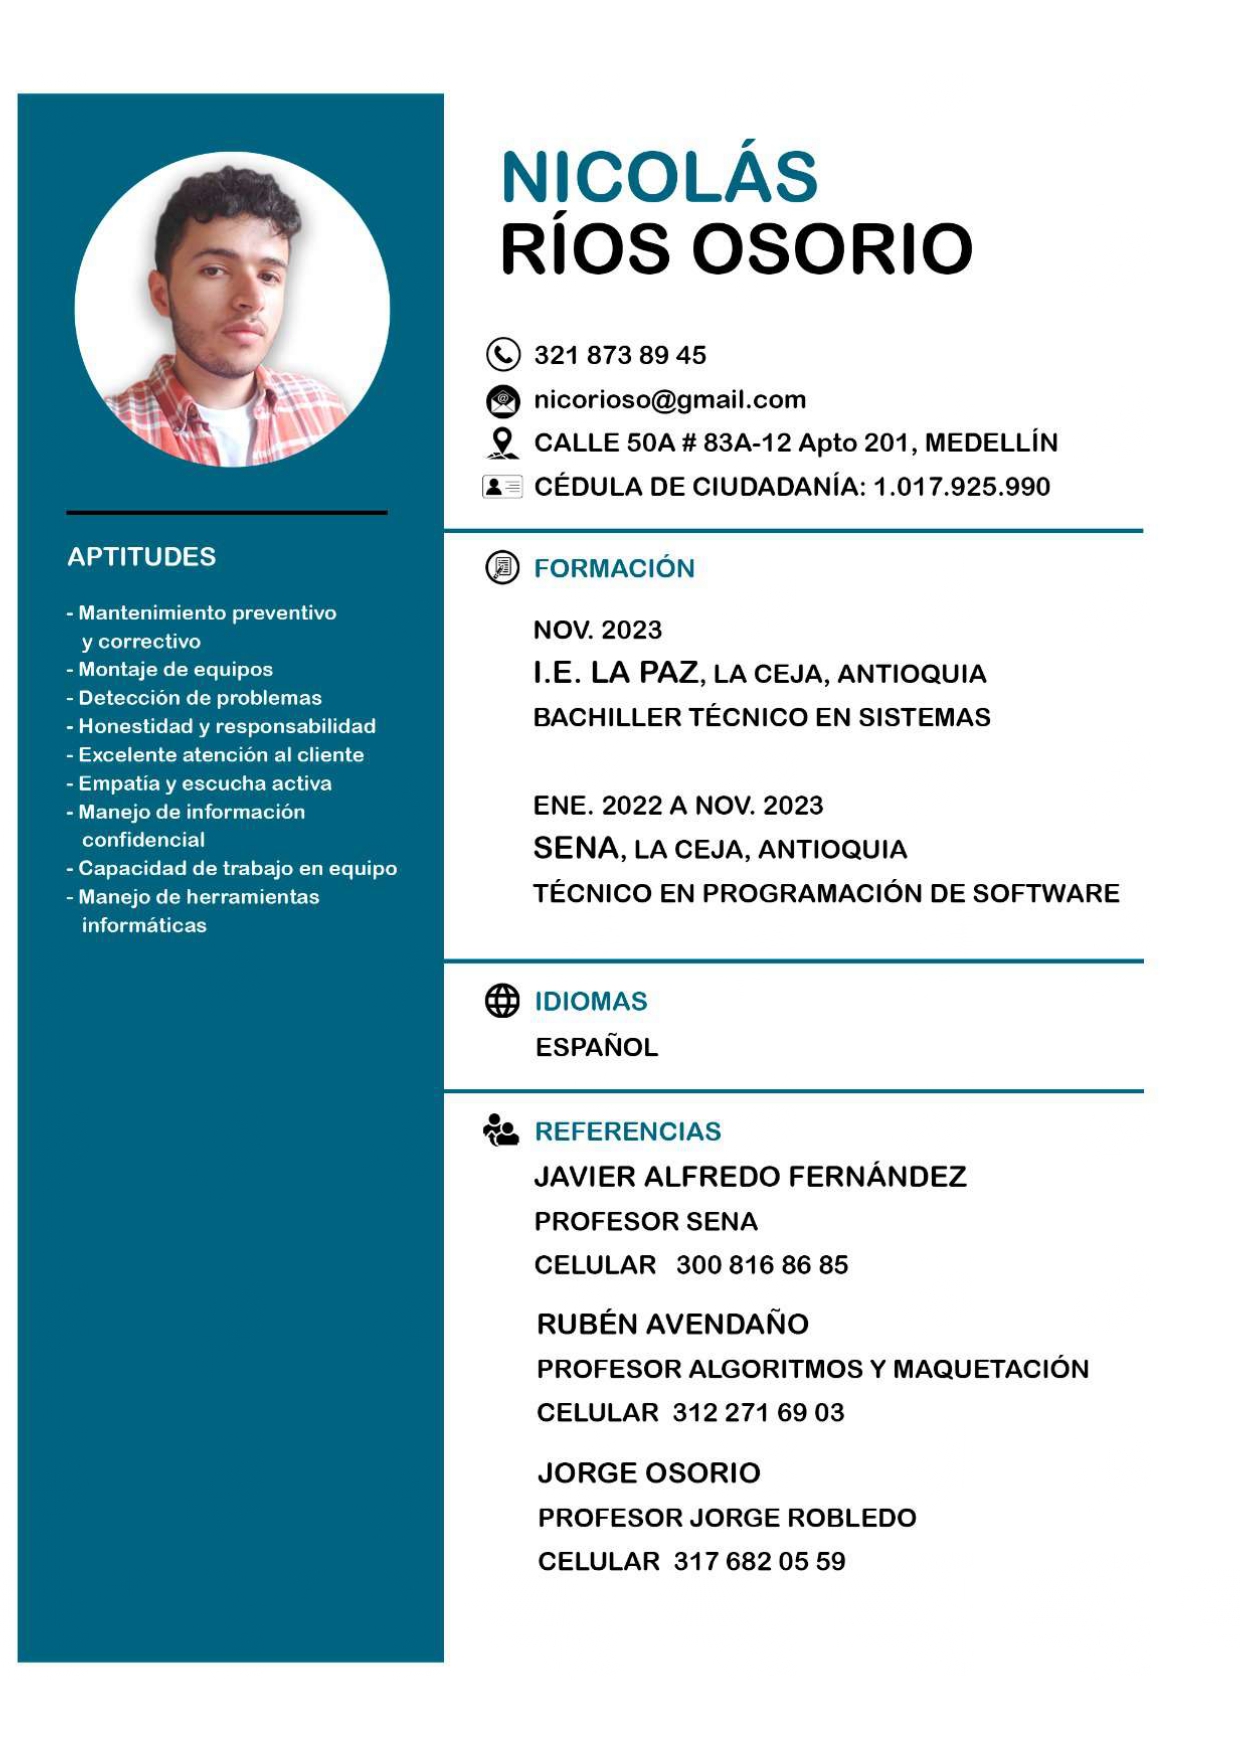 NICOLÁS
RÍOS OSORIO
321 873 89 45
nicorioso@gmail.com
CALLE 50A # 83A-12 Apto 201, MEDELLÍN
CÉDULA DE CIUDADANÍA: 1.017.925.990
APTITUDES
- Mantenimiento preventivo
y correctivo
- Montaje de equipos
- Detección de problemas
- Honestidad y responsabilidad
- Excelente atención al cliente
- Empatía y escucha activa
- Manejo de información
confidencial
- Capacidad de trabajo en equipo
- Manejo de herramientas
informáticas
FORMACIÓN
NOV. 2023
I.E. LA PAZ, LA CEJA, ANTIOQUIA
BACHILLER TÉCNICO EN SISTEMAS
ENE. 2022 A NOV. 2023
SENA, LA CEJA, ANTIOQUIA
TÉCNICO EN PROGRAMACIÓN DE SOFTWARE
IDIOMAS
ESPAÑOL
REFERENCIAS
JAVIER ALFREDO FERNÁNDEZ
PROFESOR SENA
CELULAR 300 816 86 85
RUBÉN AVENDAÑO
PROFESOR ALGORITMOS Y MAQUETACIÓN
CELULAR 312 271 69 03
JORGE OSORIO
PROFESOR JORGE ROBLEDO
CELULAR 317 682 05 59